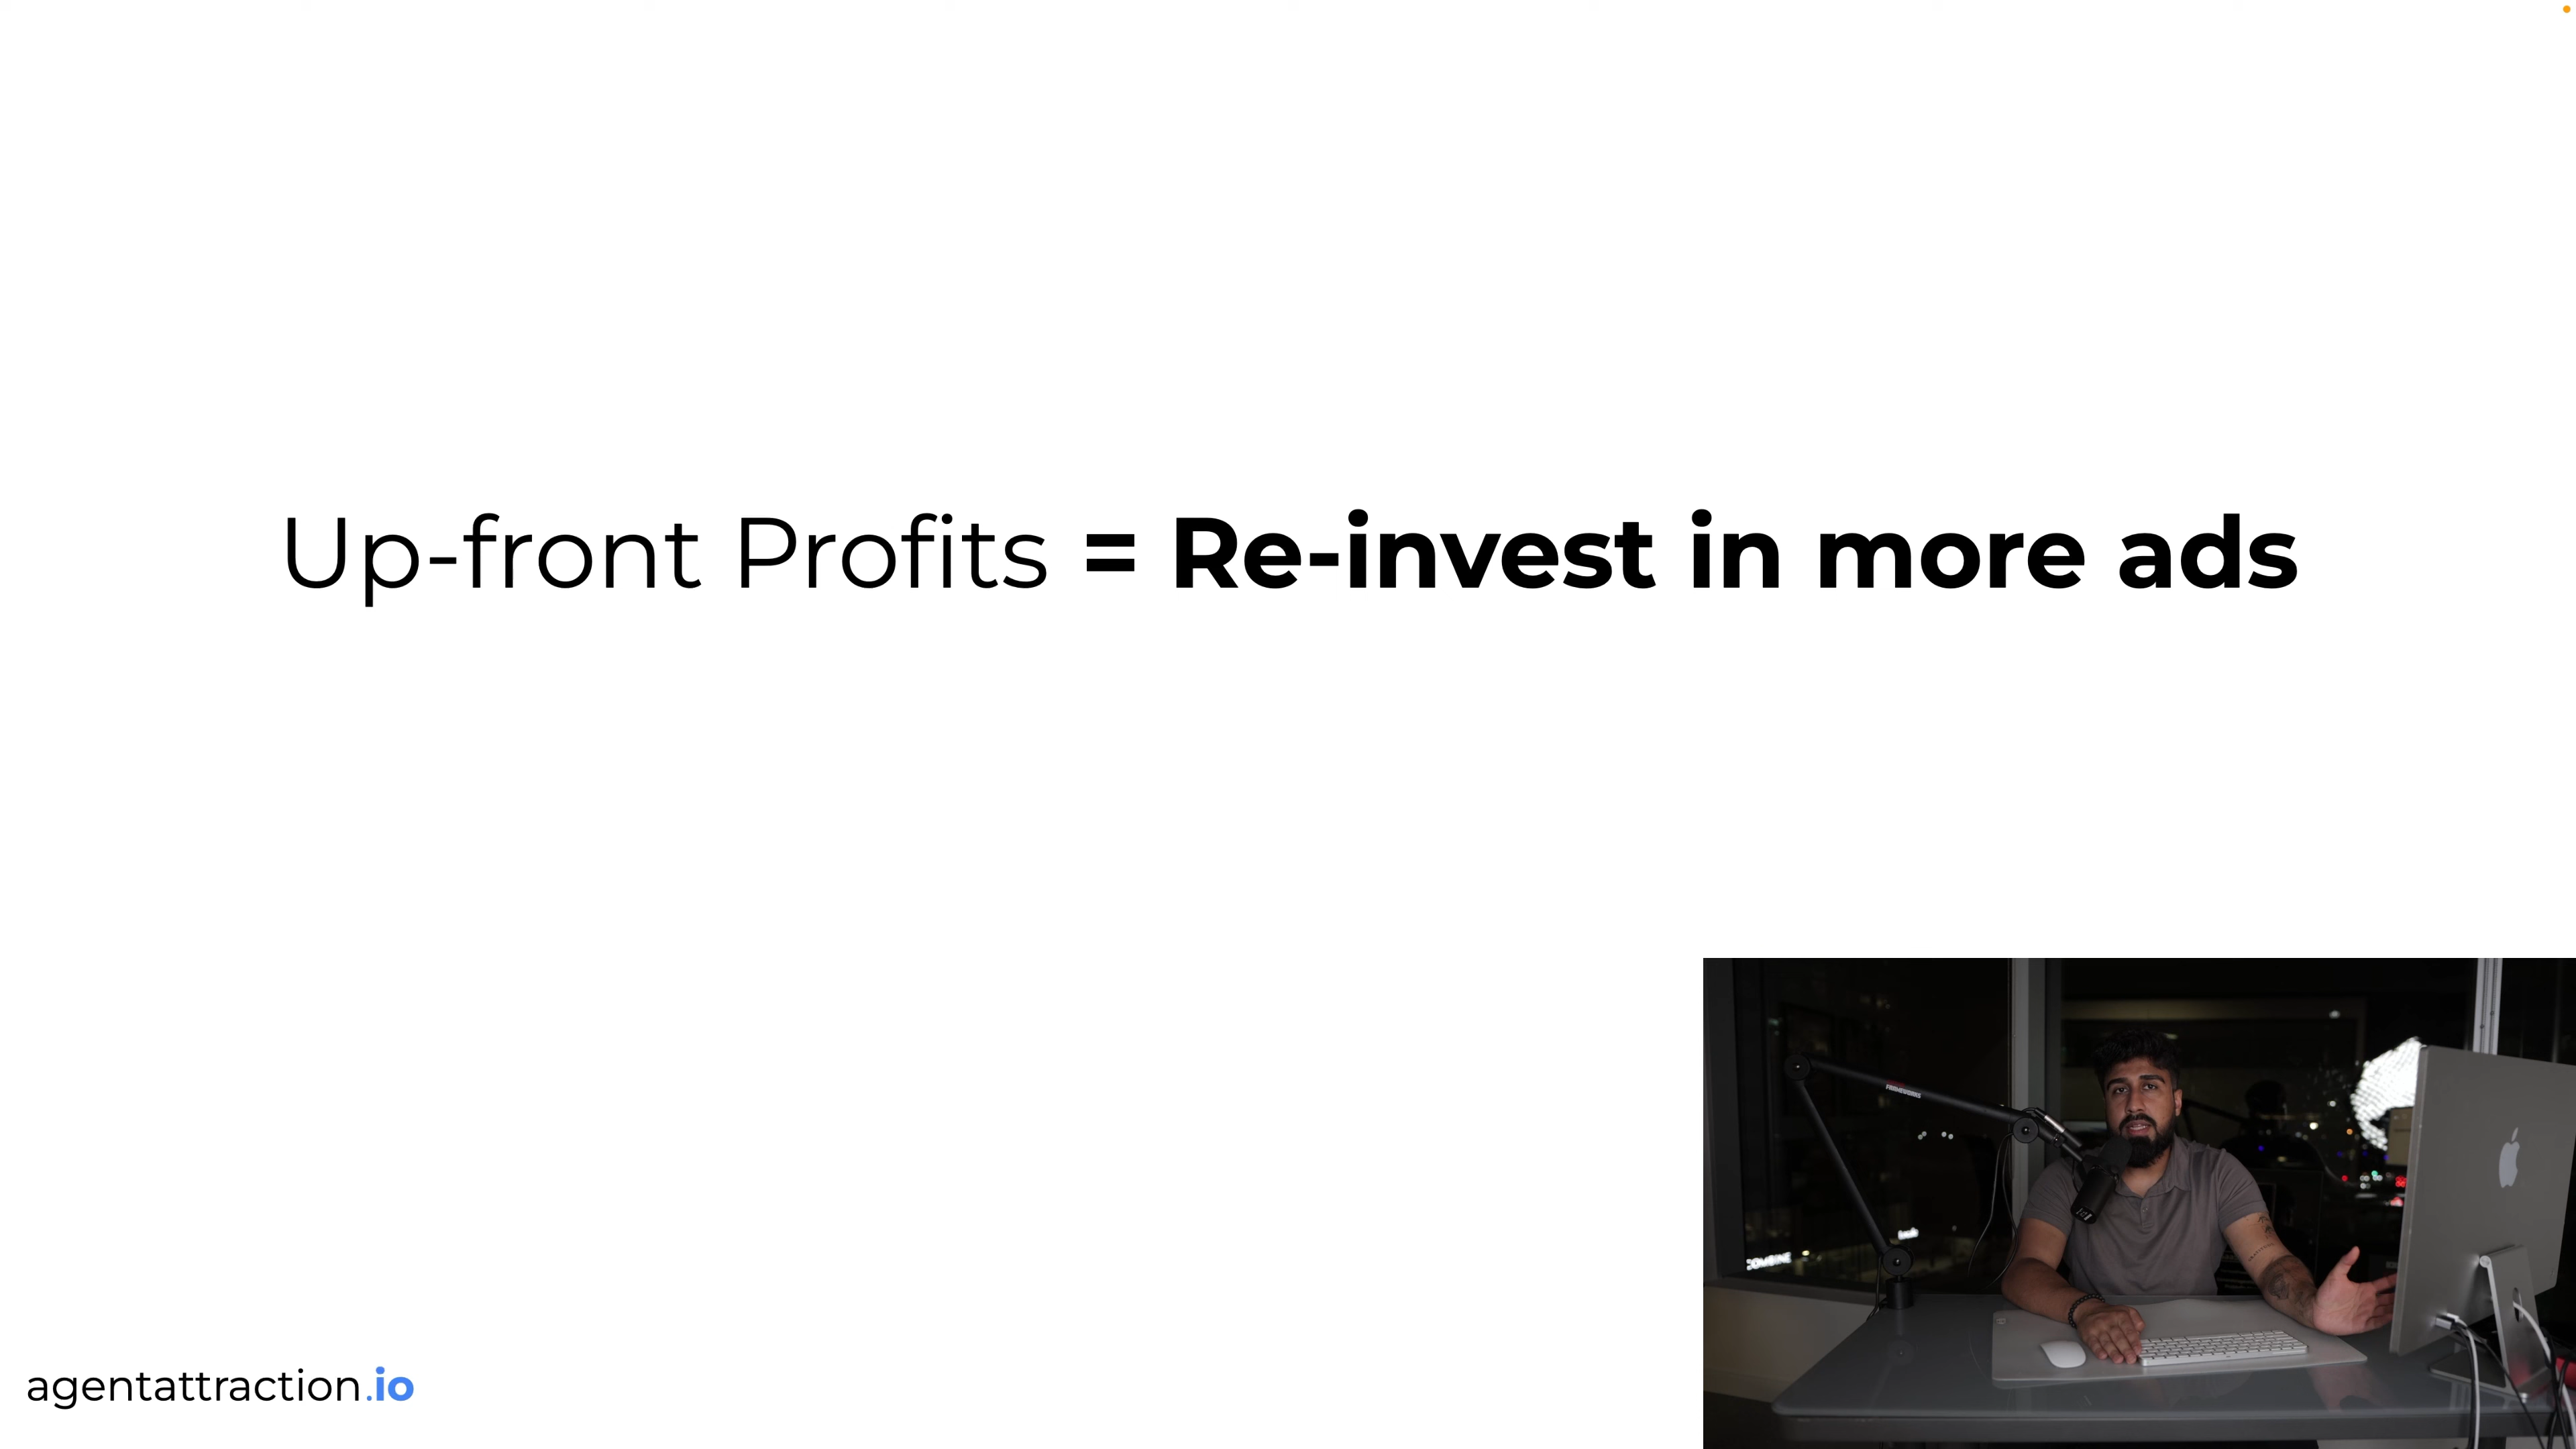 Up-front Profits = Re-invest in more ads
agentattraction.io